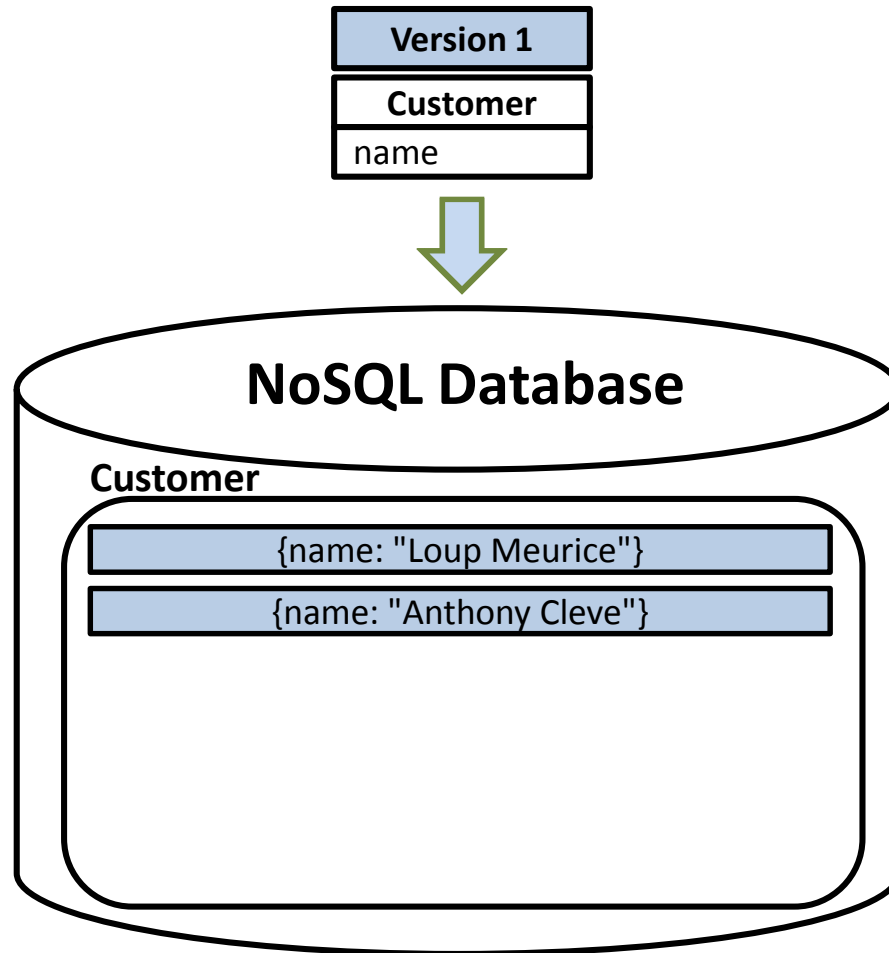 Version 1
Customer
name
NoSQL Database
Customer
{name: "Loup Meurice"}
{name: "Anthony Cleve"}